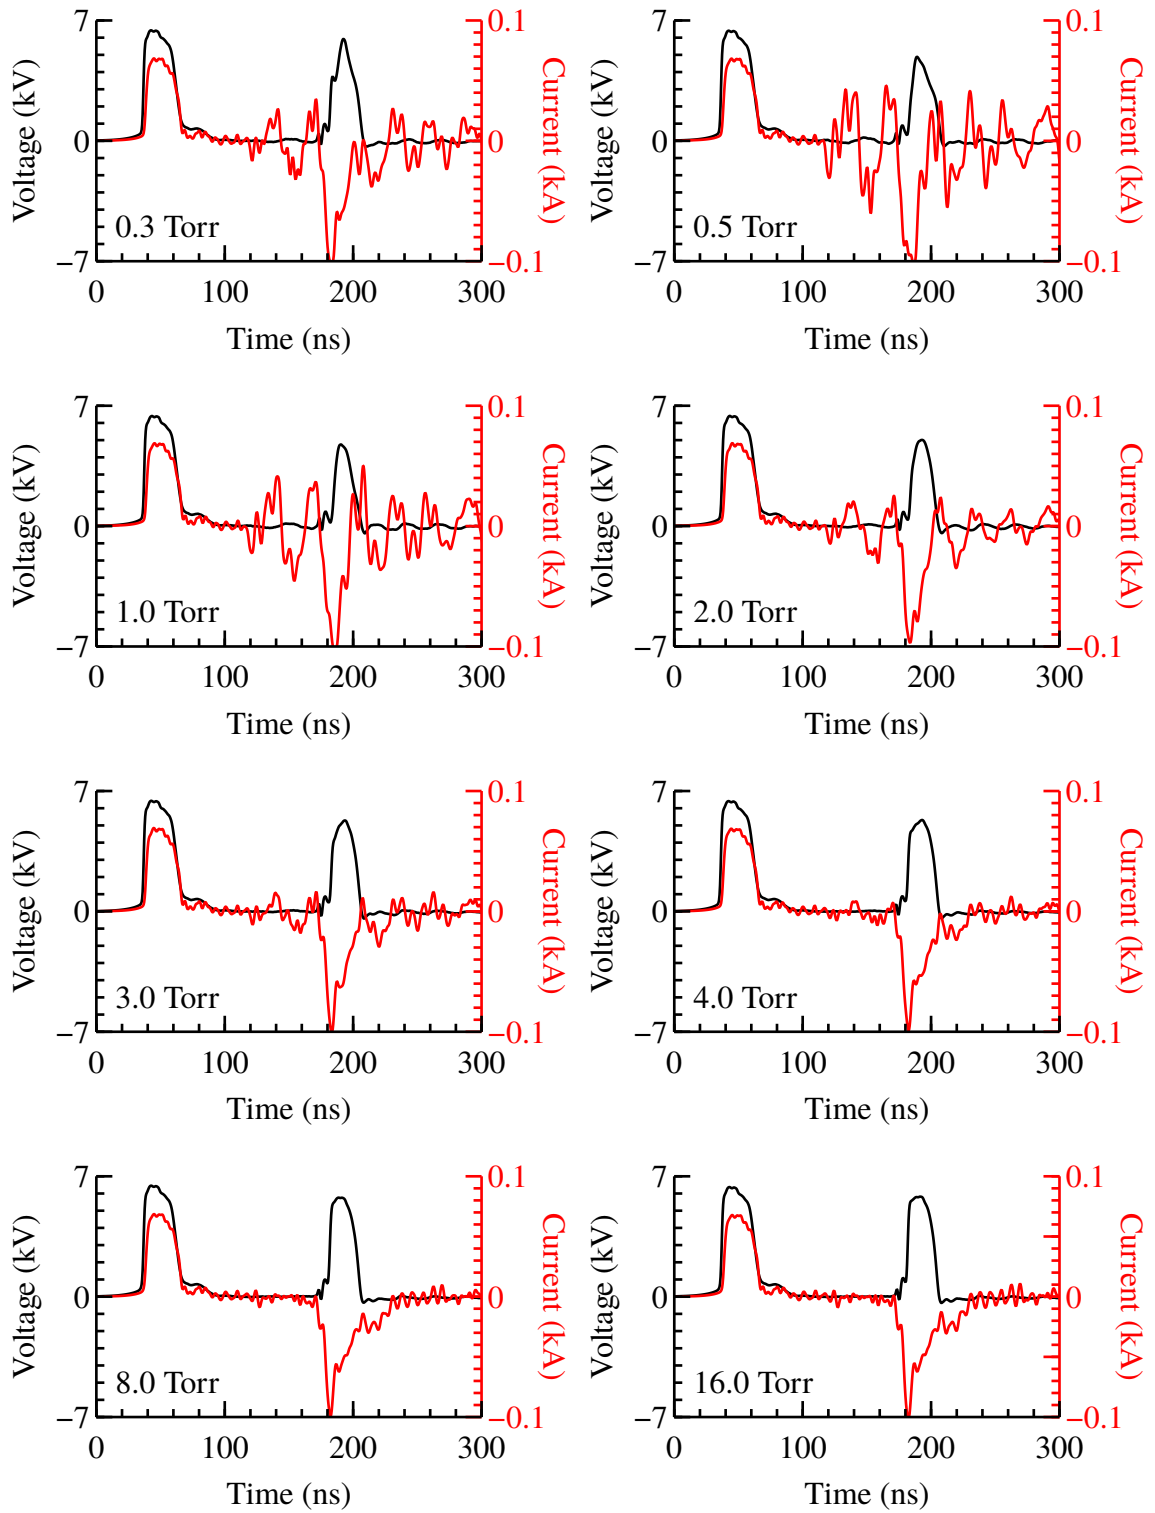 7
0
−7
Voltage (kV)
0.1
0
−0.1
Current (kA)
0.3 Torr
0
100
200
300
Time (ns)
7
0
−7
Voltage (kV)
0.1
0
−0.1
Current (kA)
0.5 Torr
0
100
200
300
Time (ns)
7
0
−7
Voltage (kV)
0.1
0
−0.1
Current (kA)
1.0 Torr
0
100
200
300
Time (ns)
7
0
−7
Voltage (kV)
0.1
0
−0.1
Current (kA)
2.0 Torr
0
100
200
300
Time (ns)
7
0
−7
Voltage (kV)
0.1
0
−0.1
Current (kA)
3.0 Torr
0
100
200
300
Time (ns)
7
0
−7
Voltage (kV)
0.1
0
−0.1
Current (kA)
4.0 Torr
0
100
200
300
Time (ns)
7
0
−7
Voltage (kV)
0.1
0
−0.1
Current (kA)
8.0 Torr
0
100
200
300
Time (ns)
7
0
−7
Voltage (kV)
0.1
0
−0.1
Current (kA)
16.0 Torr
0
100
200
300
Time (ns)